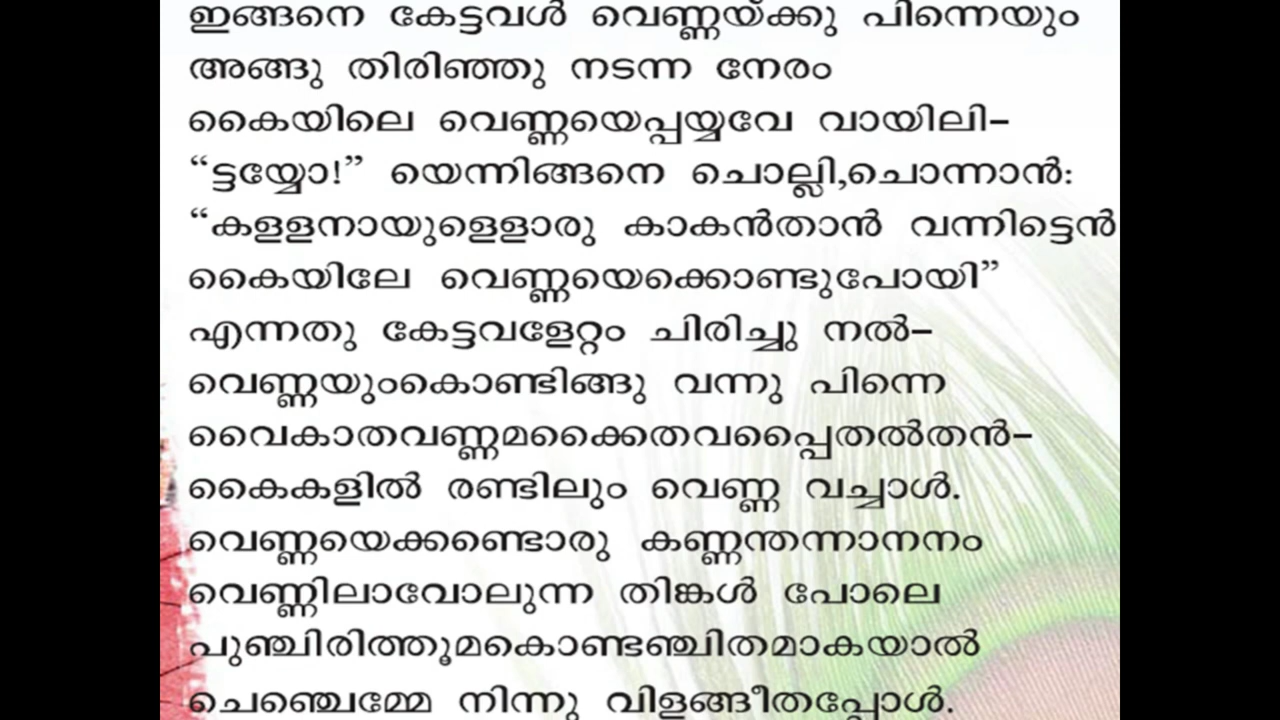 ഇങ്ങനെ കേട്ടവൾ വെണ്ണയ്ക്കു പിന്നെയും
അങ്ങു തിരിഞ്ഞു നടന്ന നേരം
കൈയിലെ വെണ്ണയെപ്പയ്യവേ വായിലി–
“ട്ടയ്യോ!” യെന്നിങ്ങനെ ചൊല്ലി,ചൊന്നാൻ:
“കളളനായുളെളാരു കാകൻതാൻ വന്നിട്ടെൻ
കൈയിലേ വെണ്ണയെക്കൊണ്ടുപോയി”
എന്നതു കേട്ടവളേറ്റം ചിരിച്ചു നൽ–
വെണ്ണയുംകൊണ്ടിങ്ങു വന്നു പിന്നെ
വൈകാതവണ്ണമക്കൈതവപ്പൈതൽതൻ–
കൈകളിൽ രണ്ടിലും വെണ്ണ വച്ചാൾ.
വെണ്ണയെക്കണ്ടൊരു കണ്ണന്തന്നാനനം
വെണ്ണിലാവോലുന്ന തിങ്കൾ പോലെ
പുഞ്ചിരിത്തൂമകൊണ്ടഞ്ചിതമാകയാൽ
ചെഞ്ചെമ്മേ നിന്നു വിളങ്ങീതപ്പോൾ.